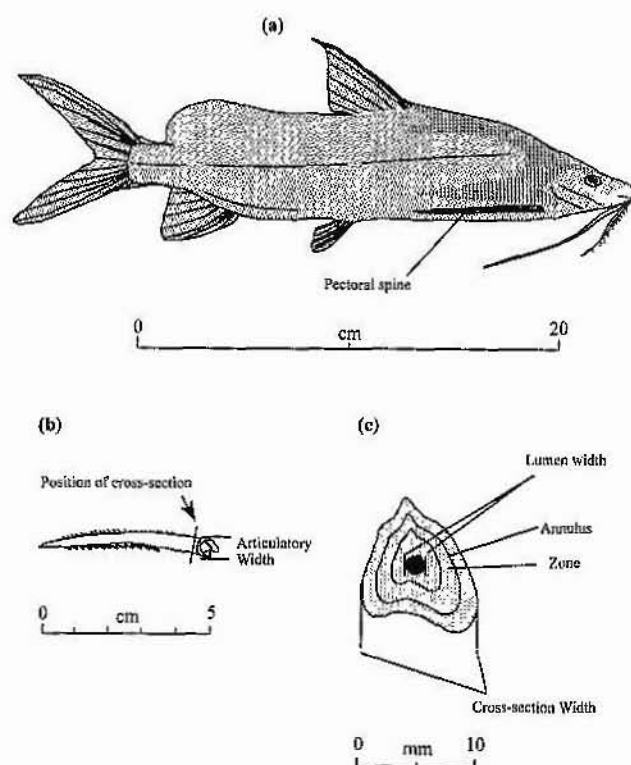 (a)
Pectoral spine
0 20
cm
(b)
Position of cross-section
Articulatory
Width
0 cm 5
(c)
Lumen width
Annulus
Zone
Cross-section Width
0 mm 10